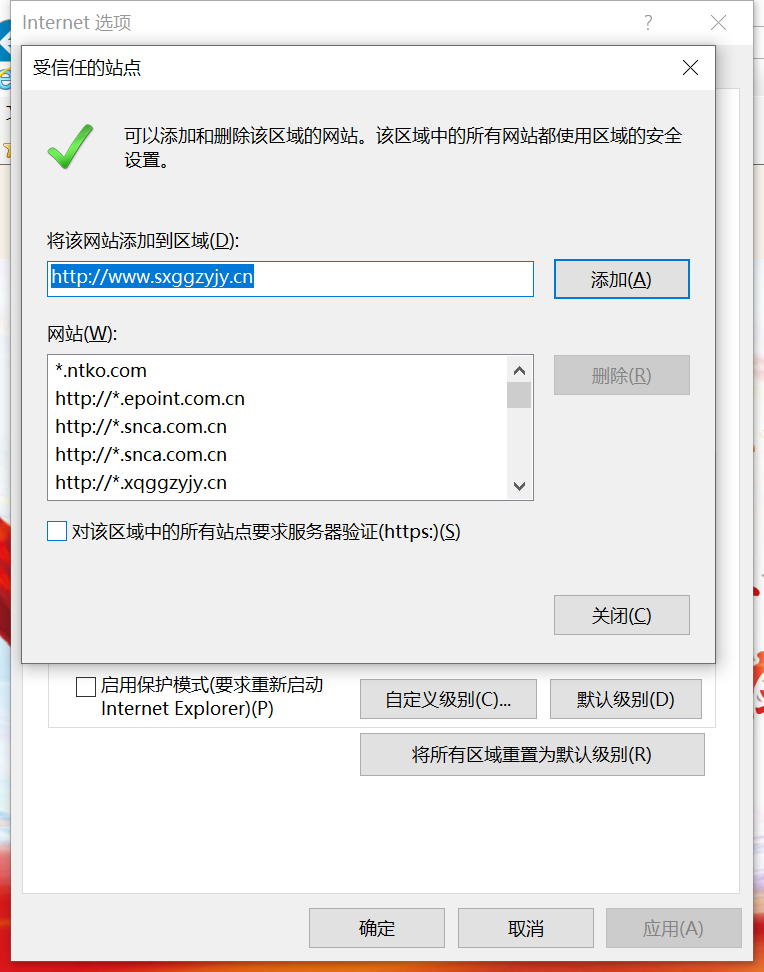 Internet 选项
受信任的站点
可以添加和删除该区域的网站。该区域中的所有网站都使用区域的安全
设置。
将该网站添加到区域(D):
http://www.sxggzyjy.cn
添加(A)
网站(W):
*.ntko.com
http://*.epoint.com.cn
http://*.snca.com.cn
http://*.snca.com.cn
http://*.xqggzyjy.cn
删除(R)
对该区域中的所有站点要求服务器验证(https:)(S)
关闭(C)
启用保护模式(要求重新启动
Internet Explorer)(P)
自定义级别(C)...
默认级别(D)
将所有区域重置为默认级别(R)
确定
取消
应用(A)